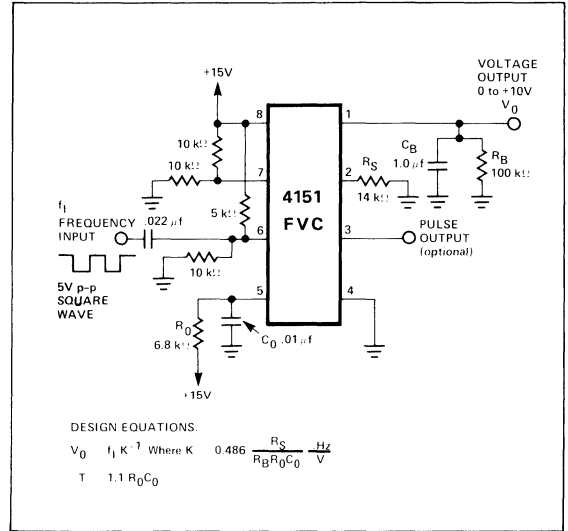 VOLTAGE
OUTPUT
0 to +10V
V0
+15V
8
1
10 kΩ
CB
1.0 μf
RB
100 kΩ
10 kΩ
7
2
RS
14 kΩ
4151
FVC
5 kΩ
fI
FREQUENCY
INPUT
.022 μf
6
3
PULSE
OUTPUT
(optional)
10 kΩ
5V p-p
SQUARE
WAVE
5
4
R0
6.8 kΩ
C0 .01 μf
+15V
DESIGN EQUATIONS.
V0 fI K-1 Where K 0.486 RS / RBR0C0 Hz / V
T 1.1 R0C0